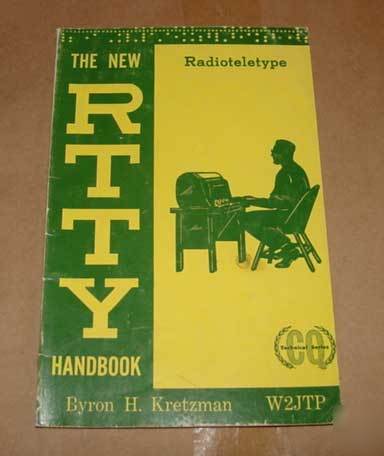 THE NEW
RTTY
HANDBOOK
Radioteletype
Technical Series
CQ
Byron H. Kretzman W2JTP